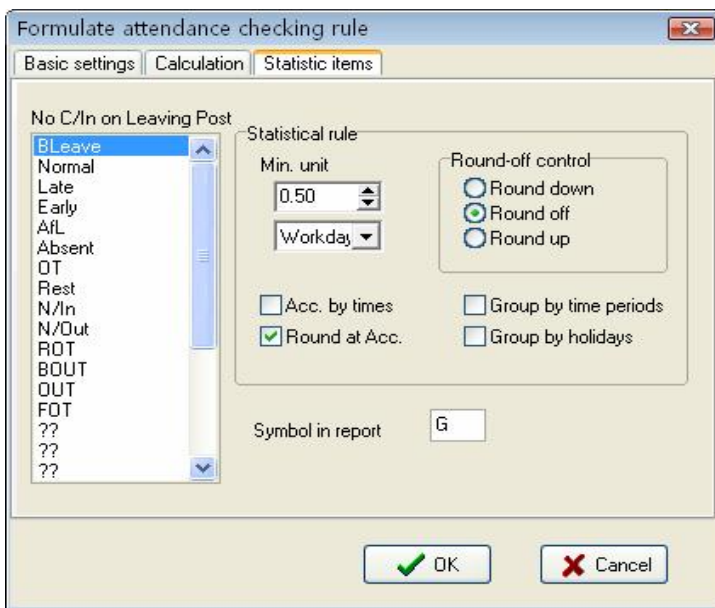 Formulate attendance checking rule
Basic settings
Calculation
Statistic items
No C/In on Leaving Post
BLeave
Normal
Late
Early
AfL
Absent
OT
Rest
N/In
N/Out
ROT
BOUT
OUT
FOT
??
??
??
Statistical rule
Min. unit
0.50
Workday
Round-off control
Round down
Round off
Round up
Acc. by times
Group by time periods
Round at Acc.
Group by holidays
Symbol in report
G
OK
Cancel